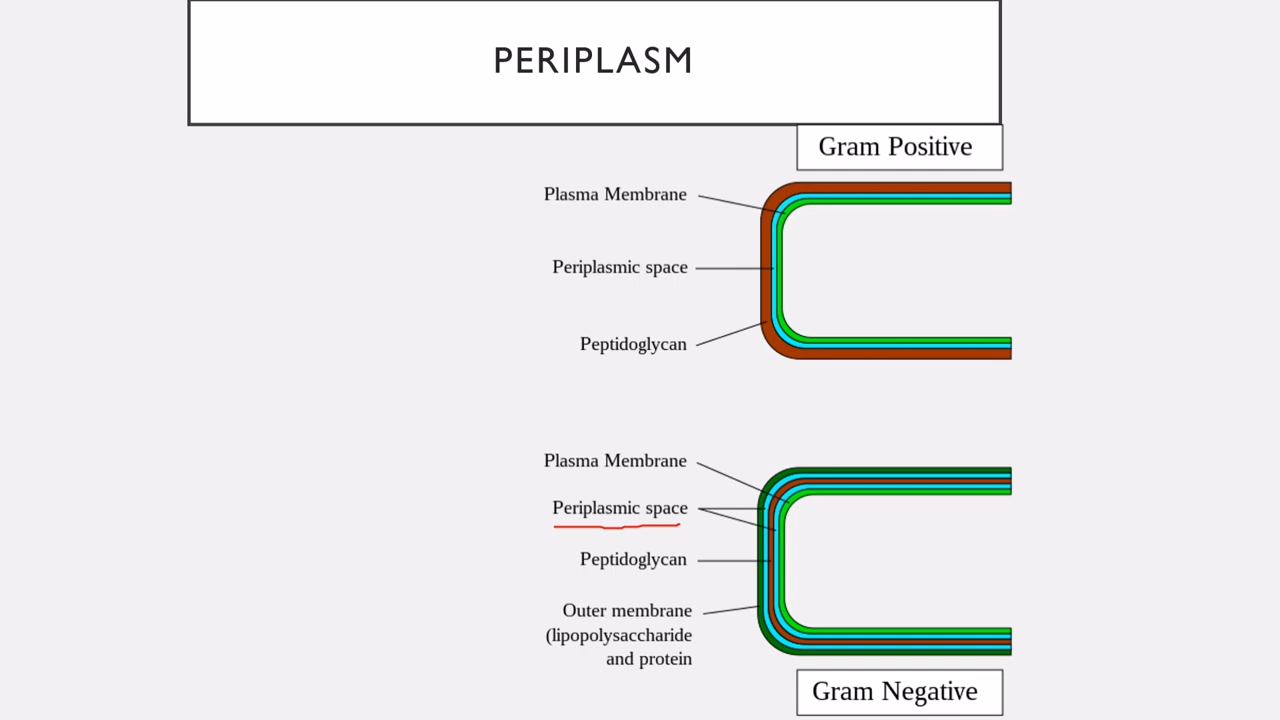 PERIPLASM
Gram Positive
Plasma Membrane
Periplasmic space
Peptidoglycan
Plasma Membrane
Periplasmic space
Peptidoglycan
Outer membrane
(lipopolysaccharide
and protein
Gram Negative